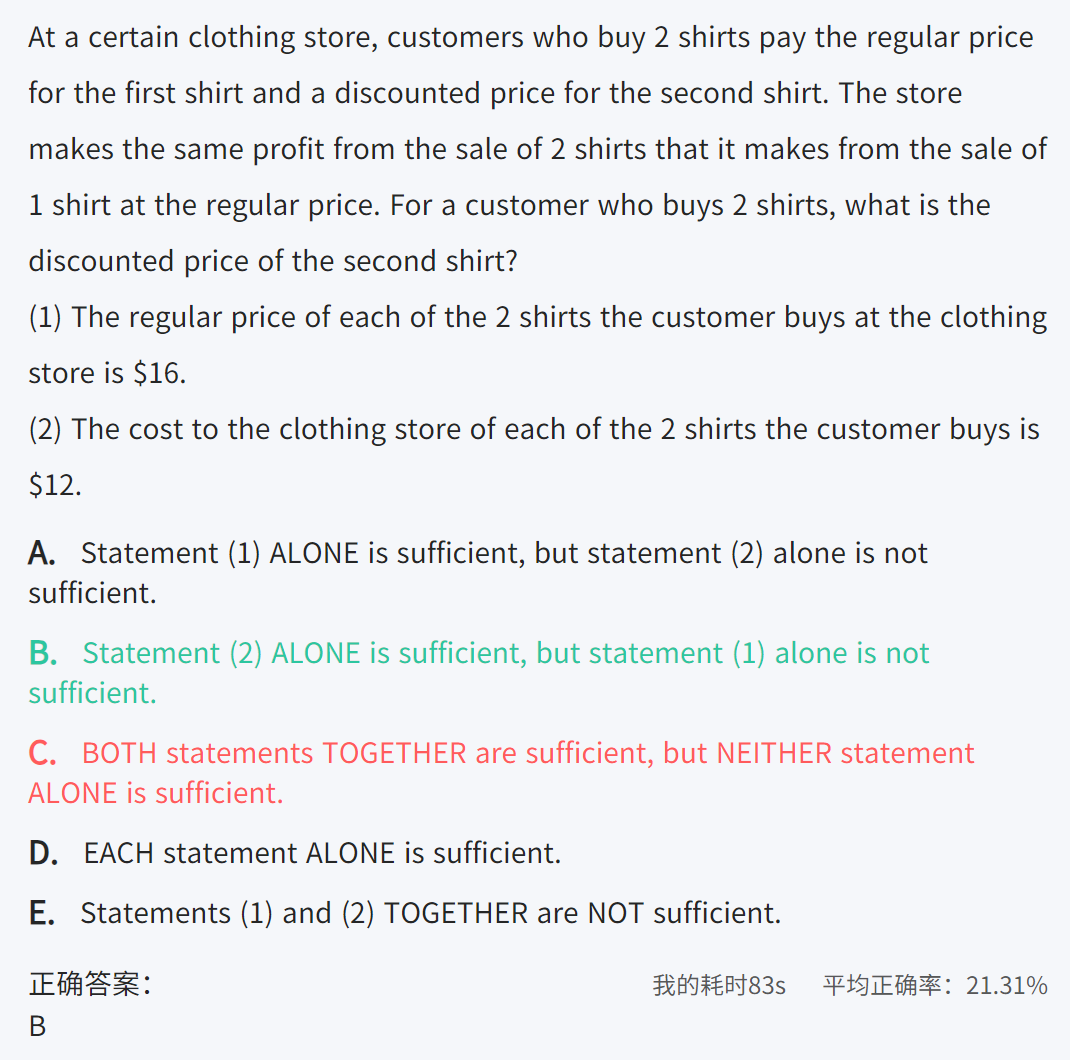 At a certain clothing store, customers who buy 2 shirts pay the regular price
for the first shirt and a discounted price for the second shirt. The store
makes the same profit from the sale of 2 shirts that it makes from the sale of
1 shirt at the regular price. For a customer who buys 2 shirts, what is the
discounted price of the second shirt?
(1) The regular price of each of the 2 shirts the customer buys at the clothing
store is $16.
(2) The cost to the clothing store of each of the 2 shirts the customer buys is
$12.
A. Statement (1) ALONE is sufficient, but statement (2) alone is not
sufficient.
B. Statement (2) ALONE is sufficient, but statement (1) alone is not
sufficient.
C. BOTH statements TOGETHER are sufficient, but NEITHER statement
ALONE is sufficient.
D. EACH statement ALONE is sufficient.
E. Statements (1) and (2) TOGETHER are NOT sufficient.
正确答案： 我的耗时83s 平均正确率：21.31%
B